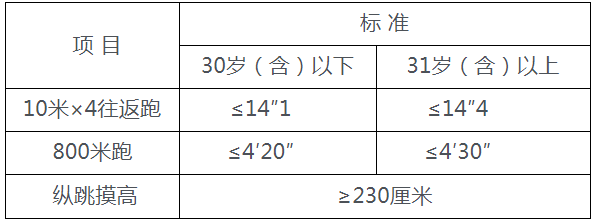 项 目
标 准
30岁（含）以下 31岁（含）以上
10米×4往返跑 ≤14″1 ≤14″4
800米跑 ≤4′20″ ≤4′30″
纵跳摸高 ≥230厘米